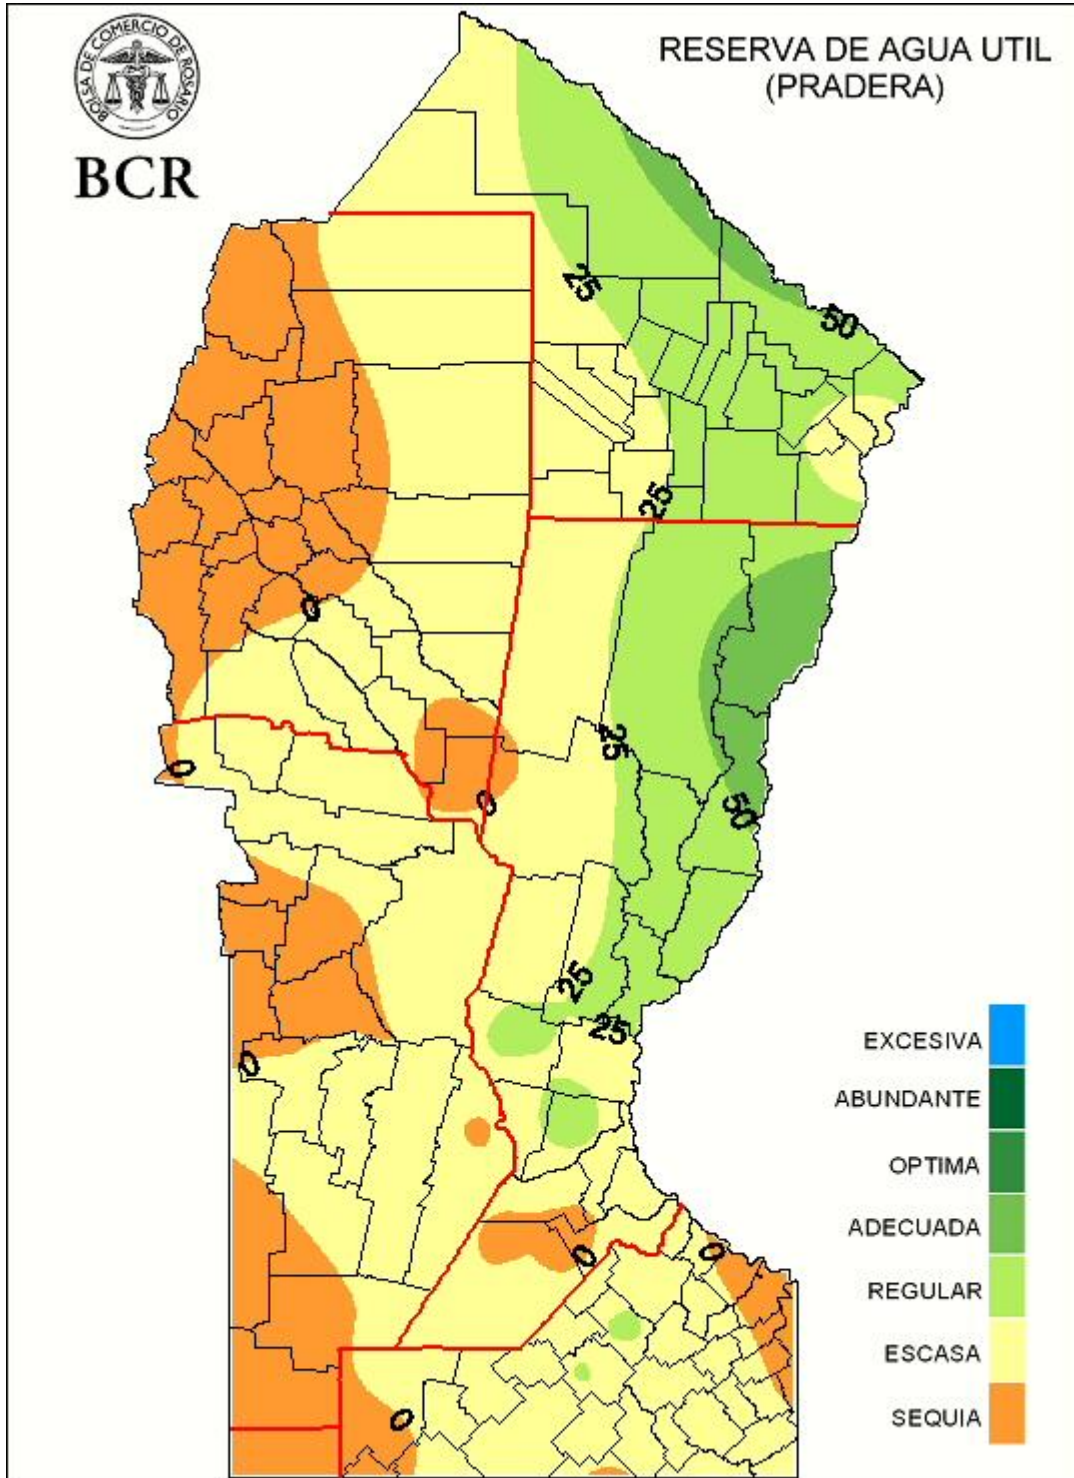 BOLSA DE COMERCIO DE ROSARIO
BCR
RESERVA DE AGUA UTIL
(PRADERA)
25
50
25
0
25
0
0
50
25
25
0
0
0
0
EXCESIVA
ABUNDANTE
OPTIMA
ADECUADA
REGULAR
ESCASA
SEQUIA